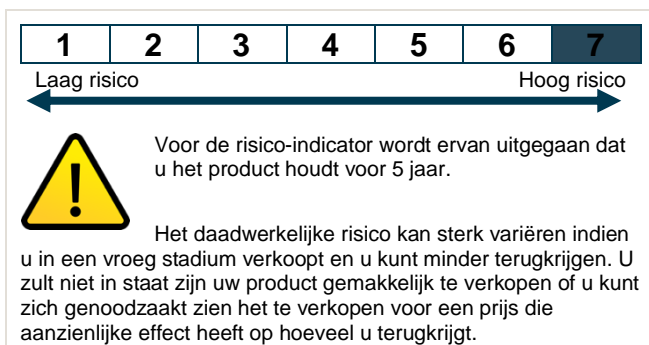 1 2 3 4 5 6 7
Laag risico Hoog risico
Voor de risico-indicator wordt ervan uitgegaan dat
u het product houdt voor 5 jaar.
Het daadwerkelijke risico kan sterk variëren indien
u in een vroeg stadium verkoopt en u kunt minder terugkrijgen. U
zult niet in staat zijn uw product gemakkelijk te verkopen of u kunt
zich genoodzaakt zien het te verkopen voor een prijs die
aanzienlijke effect heeft op hoeveel u terugkrijgt.